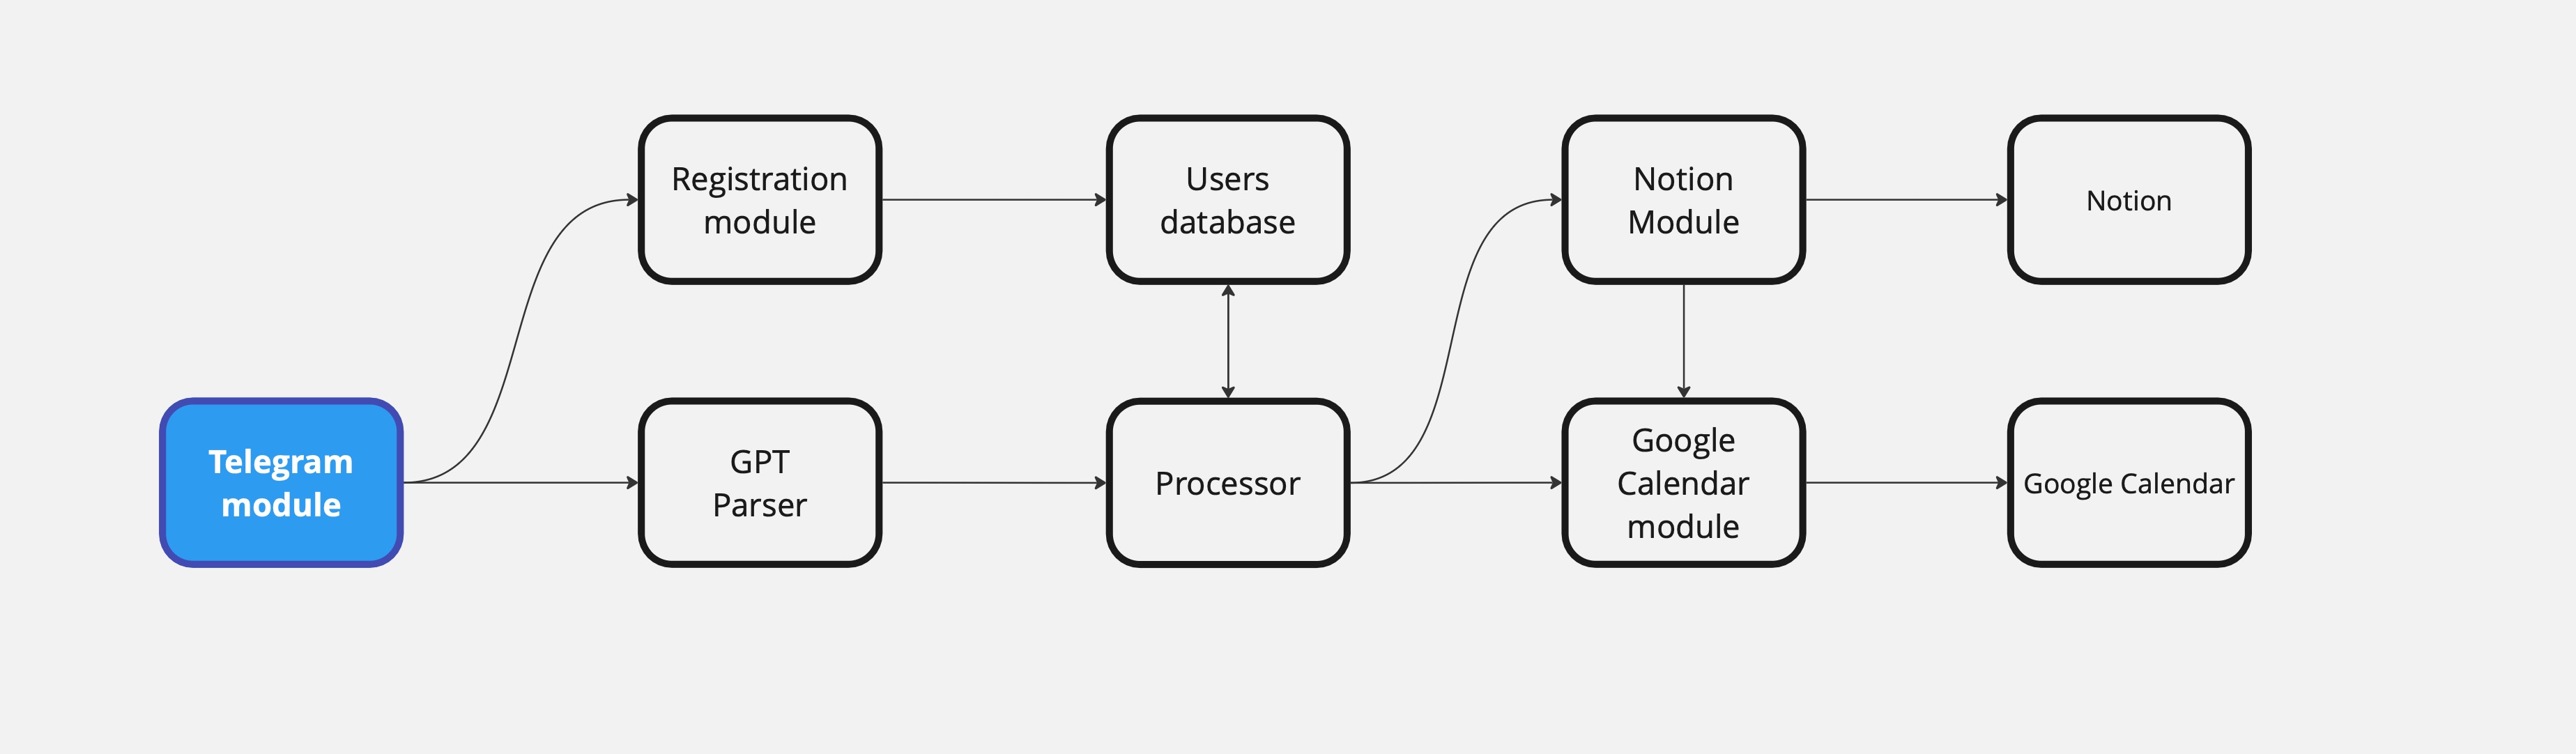 Registration
module
Users
database
Notion
Module
Notion
Telegram
module
GPT
Parser
Processor
Google
Calendar
module
Google Calendar